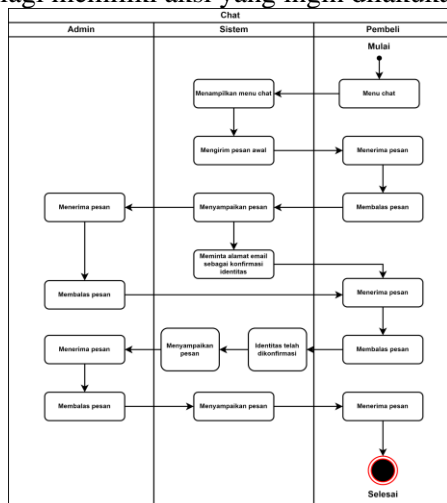 Chat
Admin
Sistem
Pembeli
Mulai
Menampilkan menu chat
Menu chat
Mengirim pesan awal
Menerima pesan
Menerima pesan
Menyampaikan pesan
Membalas pesan
Meminta alamat email
sebagai konfirmasi
identitas
Membalas pesan
Menerima pesan
Menerima pesan
Menyampaikan
pesan
Identitas telah
dikonfirmasi
Membalas pesan
Membalas pesan
Menyampaikan pesan
Menerima pesan
Selesai